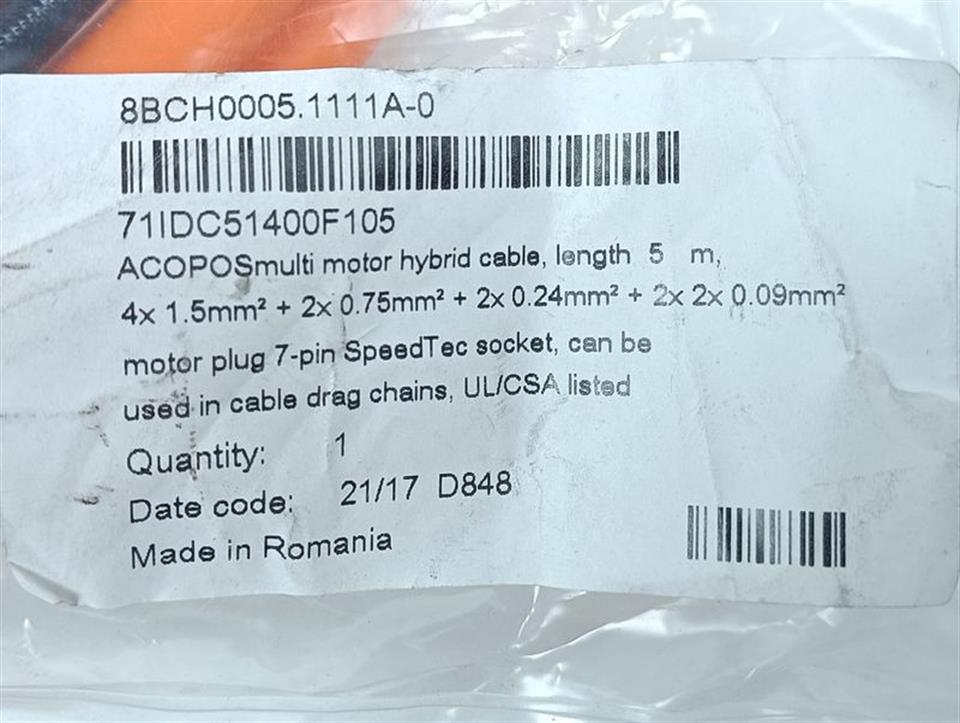 8BCH0005.1111A-0
71IDC51400F105
ACOPOSmulti motor hybrid cable, length 5 m,
4x 1.5mm² + 2x 0.75mm² + 2x 0.24mm² + 2x 2x 0.09mm²
motor plug 7-pin SpeedTec socket, can be
used in cable drag chains, UL/CSA listed
Quantity: 1
Date code: 21/17 D848
Made in Romania